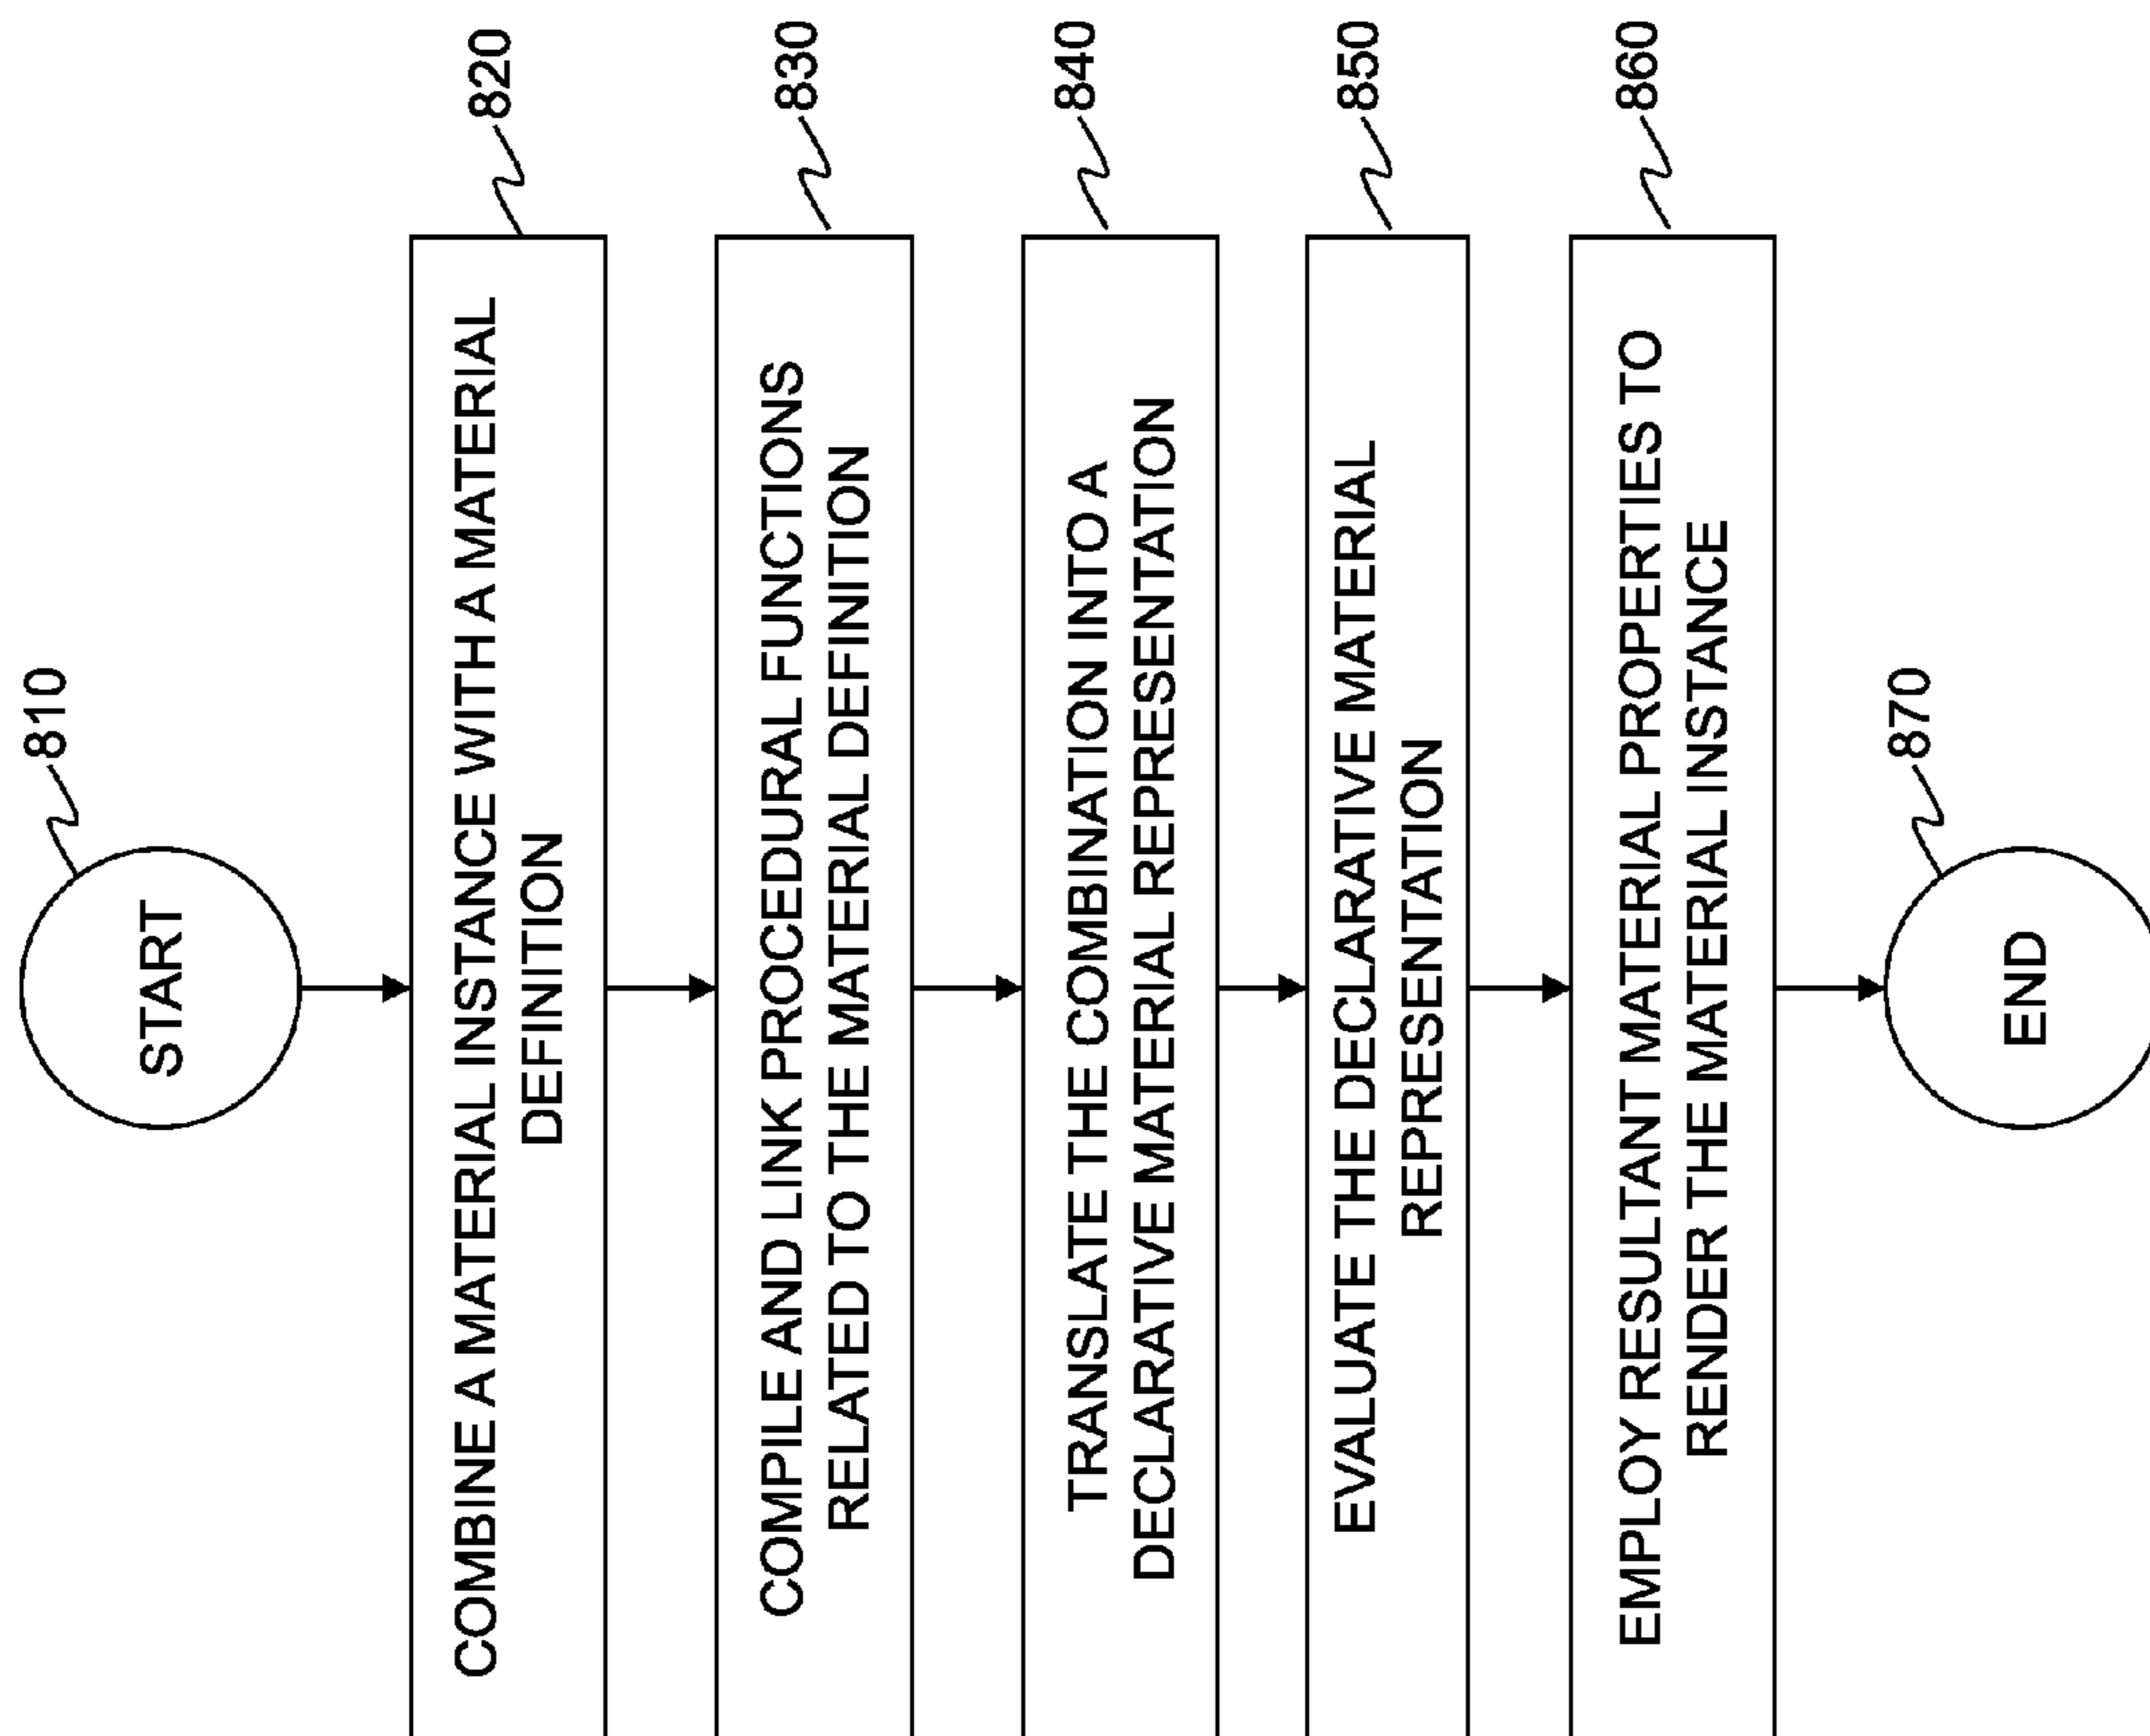 START
810
COMBINE A MATERIAL INSTANCE WITH A MATERIAL
DEFINITION
820
COMPILE AND LINK PROCEDURAL FUNCTIONS
RELATED TO THE MATERIAL DEFINITION
830
TRANSLATE THE COMBINATION INTO A
DECLARATIVE MATERIAL REPRESENTATION
840
EVALUATE THE DECLARATIVE MATERIAL
REPRESENTATION
850
EMPLOY RESULTANT MATERIAL PROPERTIES TO
RENDER THE MATERIAL INSTANCE
860
END
870